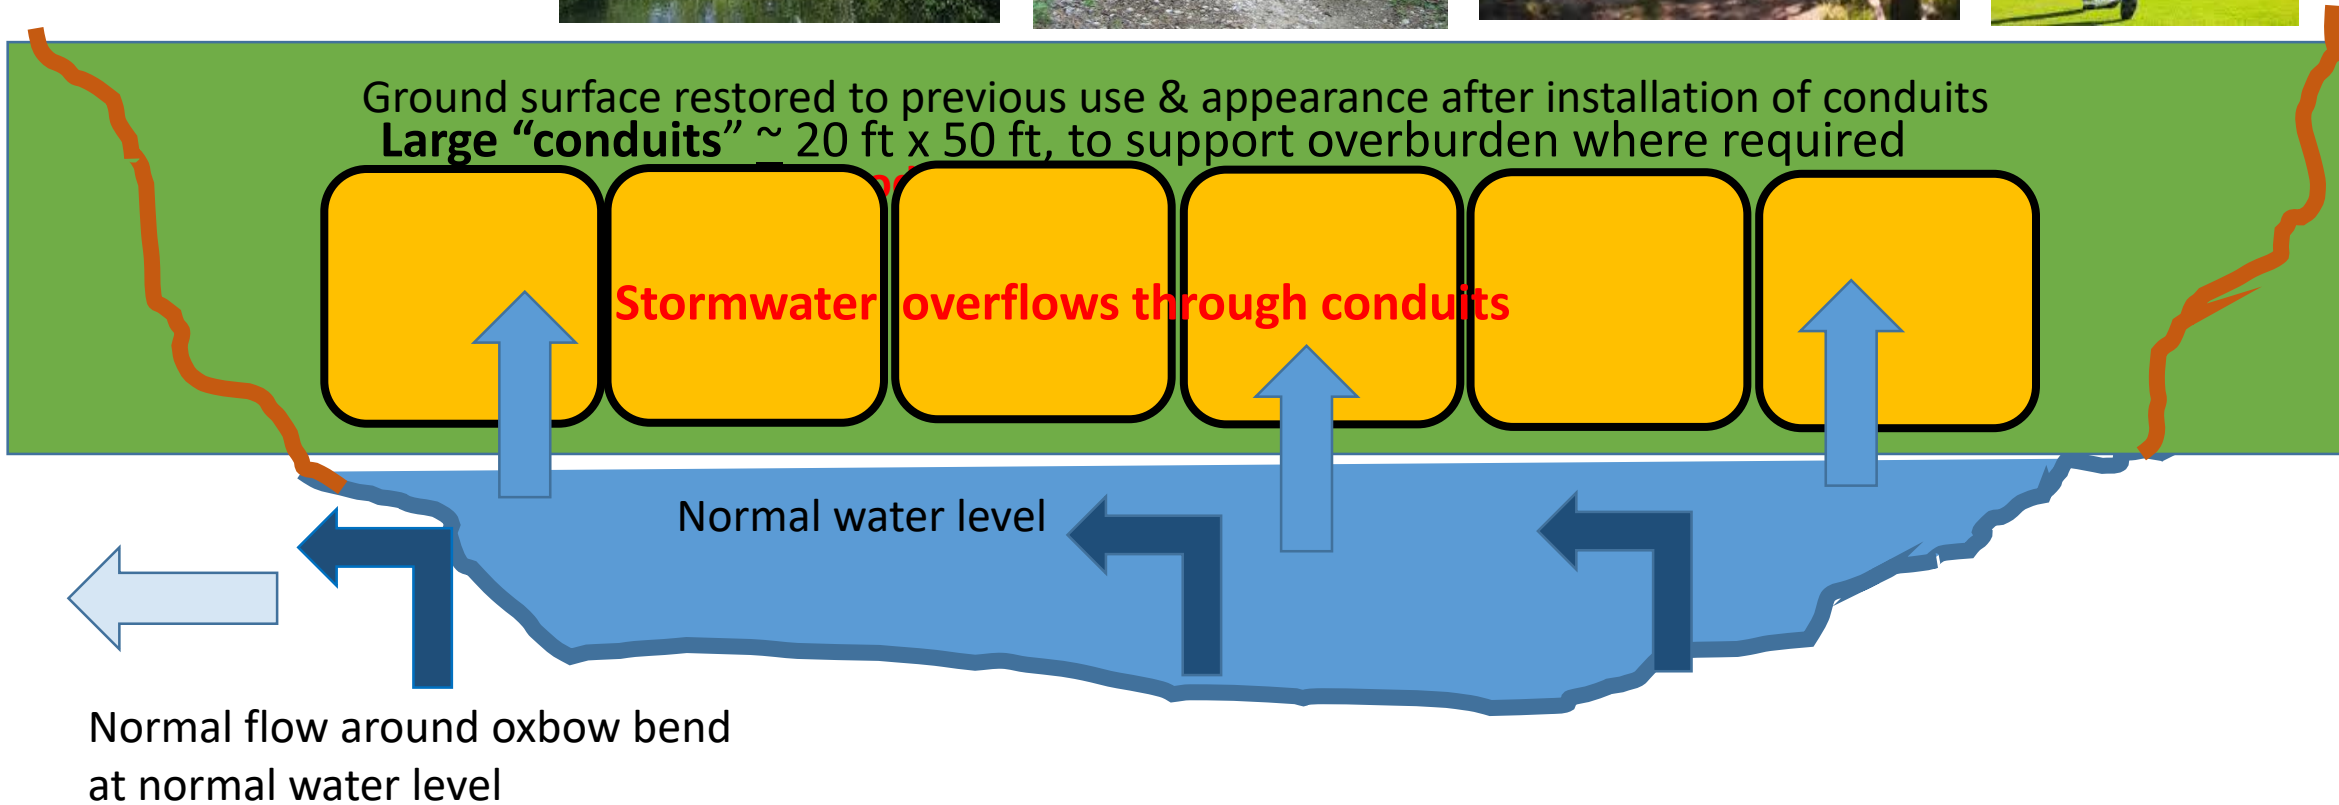 Ground surface restored to previous use & appearance after installation of conduits
Large “conduits” ~ 20 ft x 50 ft, to support overburden where required
Stormwater overflows through conduits
Normal water level
Normal flow around oxbow bend
at normal water level